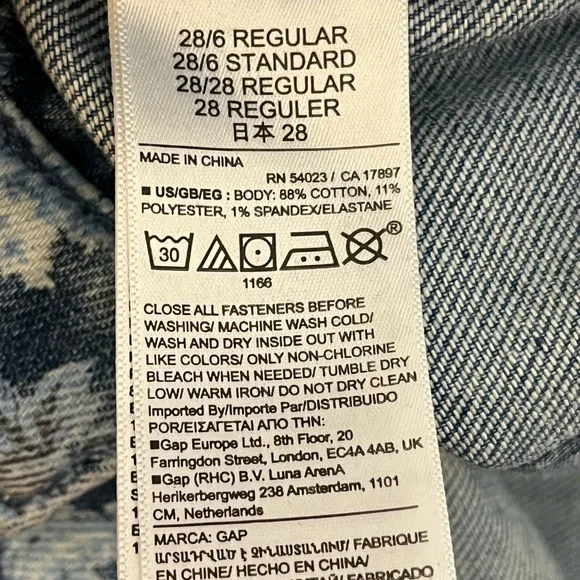 28/6 REGULAR
28/6 STANDARD
28/28 REGULAR
28 REGULER
日本 28
MADE IN CHINA
RN 54023 / CA 17897
■ US/GB/EG : BODY: 88% COTTON, 11%
POLYESTER, 1% SPANDEX/ELASTANE
30
®
1166
CLOSE ALL FASTENERS BEFORE
WASHING/ MACHINE WASH COLD/
WASH AND DRY INSIDE OUT WITH
LIKE COLORS/ ONLY NON-CHLORINE
BLEACH WHEN NEEDED/ TUMBLE DRY
LOW/ WARM IRON/ DO NOT DRY CLEAN
Imported By/Importe Par/DISTRIBUIDO
POR/ΕΙΣΑΓΕΤΑΙ ΑΠΟ ΤΗΝ:
■Gap Europe Ltd., 8th Floor, 20
Farringdon Street, London, EC4A 4AB, UK
■Gap (RHC) B.V. Luna ArenA
Herikerbergweg 238 Amsterdam, 1101
CM, Netherlands
MARCA: GAP
ԱՐՏԱԴՐՎԱԾ Է ՉԻՆԱՍՏԱՆՈՒՄ/ FABRIQUE
EN CHINE/ HECHO EN CHINA/
FABRICADO